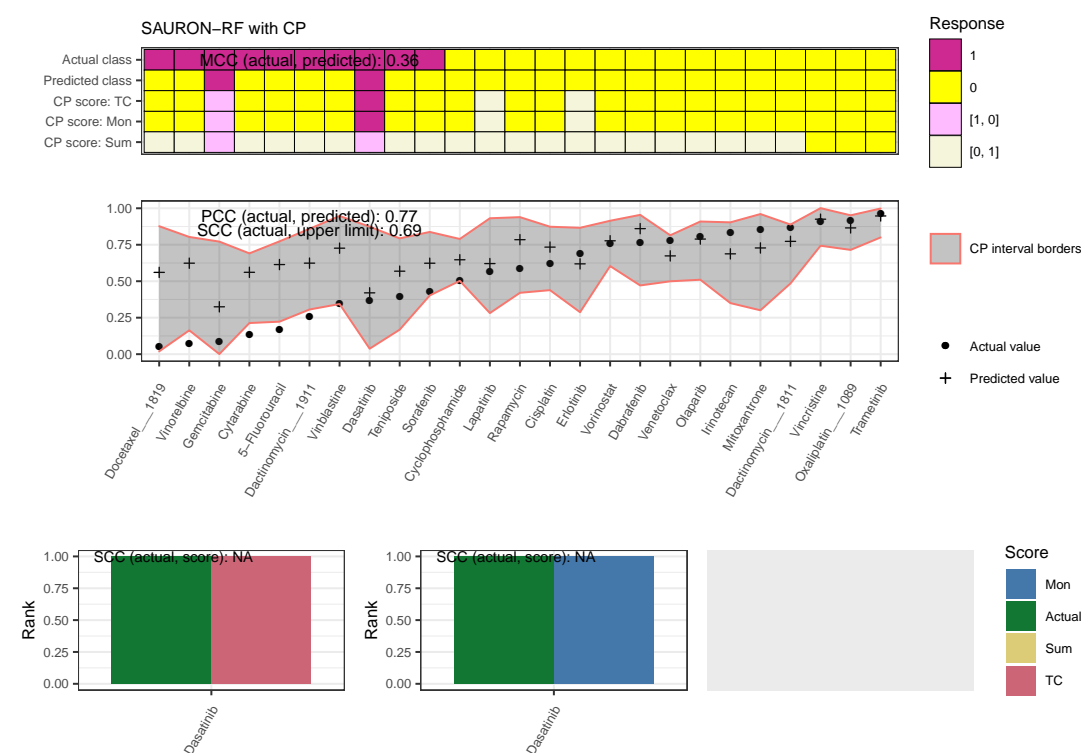 SAURON−RF with CP
Actual class
Predicted class
CP score: TC
CP score: Mon
CP score: Sum
MCC (actual, predicted): 0.36
Response
1
0
[1, 0]
[0, 1]
1.00
0.75
0.50
0.25
0.00
PCC (actual, predicted): 0.77
SCC (actual, upper limit): 0.69
CP interval borders
Actual value
Predicted value
Docetaxel___1819
Vinorelbine
Gemcitabine
Cytarabine
5−Fluorouracil
Dactinomycin___1911
Vinblastine
Dasatinib
Teniposide
Sorafenib
Cyclophosphamide
Lapatinib
Rapamycin
Cisplatin
Erlotinib
Vorinostat
Dabrafenib
Venetoclax
Olaparib
Irinotecan
Mitoxantrone
Dactinomycin___1811
Vincristine
Oxaliplatin___1089
Trametinib
SCC (actual, score): NA
Rank
1.00
0.75
0.50
0.25
0.00
Dasatinib
SCC (actual, score): NA
Rank
1.00
0.75
0.50
0.25
0.00
Dasatinib
Score
Mon
Actual
Sum
TC